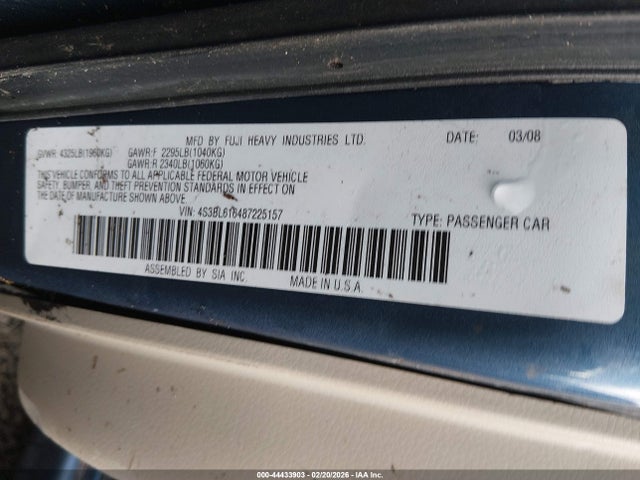 MFD BY FUJI HEAVY INDUSTRIES LTD. DATE: 03/08
GVWR: 4325LB(1960KG) GAWR:F 2295LB(1040KG)
GAWR:R 2340LB(1060KG)
THIS VEHICLE CONFORMS TO ALL APPLICABLE FEDERAL MOTOR VEHICLE
SAFETY, BUMPER, AND THEFT PREVENTION STANDARDS IN EFFECT ON
THE DATE OF MANUFACTURE SHOWN ABOVE.
VIN: 4S3BL616487225157 TYPE: PASSENGER CAR
ASSEMBLED BY SIA INC. MADE IN U.S.A.
000-44433903 - 02/20/2026 - IAA Inc.